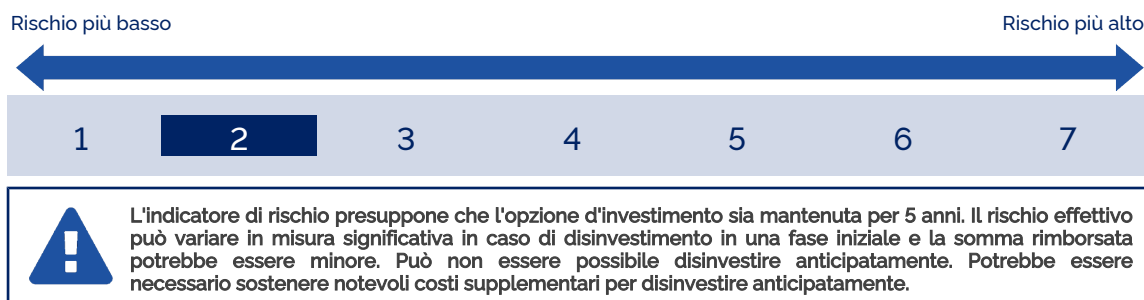 Rischio più basso Rischio più alto
1 2 3 4 5 6 7
L'indicatore di rischio presuppone che l'opzione d'investimento sia mantenuta per 5 anni. Il rischio effettivo
può variare in misura significativa in caso di disinvestimento in una fase iniziale e la somma rimborsata
potrebbe essere minore. Può non essere possibile disinvestire anticipatamente. Potrebbe essere
necessario sostenere notevoli costi supplementari per disinvestire anticipatamente.